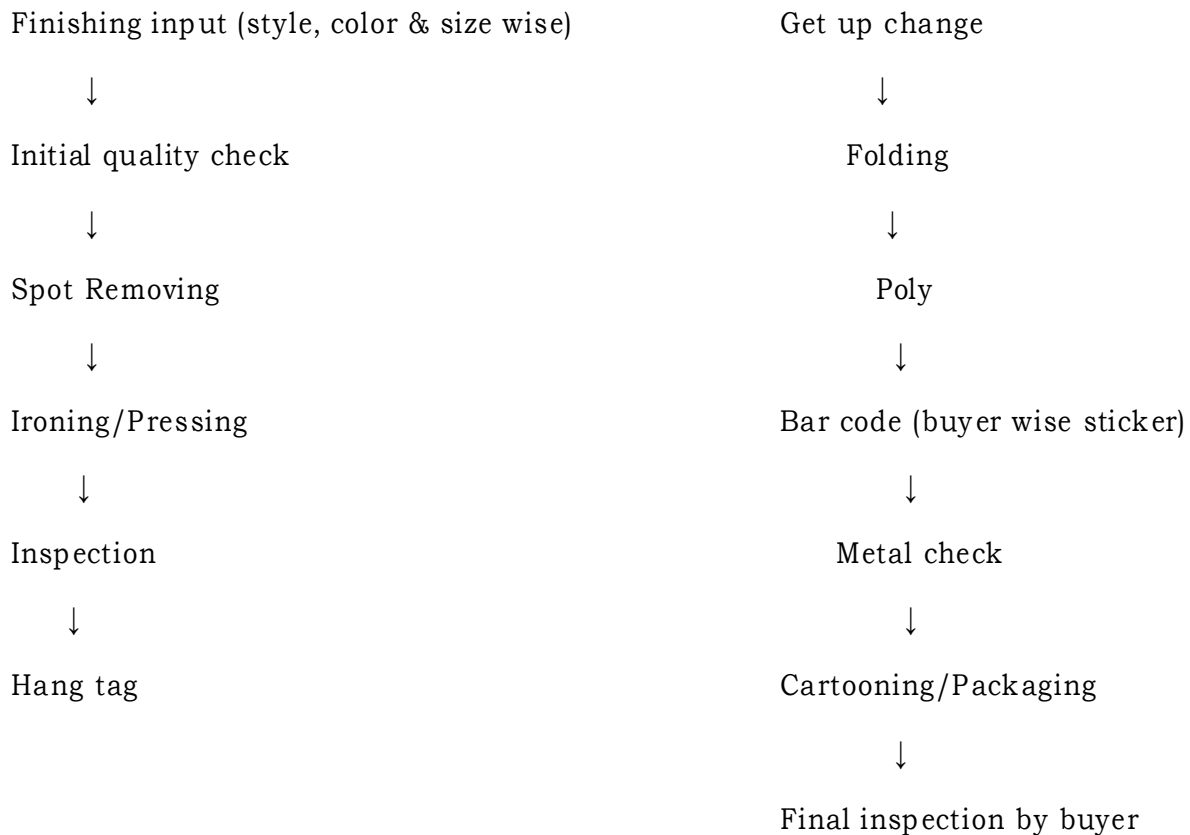 Finishing input (style, color & size wise)
↓
Initial quality check
↓
Spot Removing
↓
Ironing/Pressing
↓
Inspection
↓
Hang tag
Get up change
↓
Folding
↓
Poly
↓
Bar code (buyer wise sticker)
↓
Metal check
↓
Cartooning/Packaging
↓
Final inspection by buyer